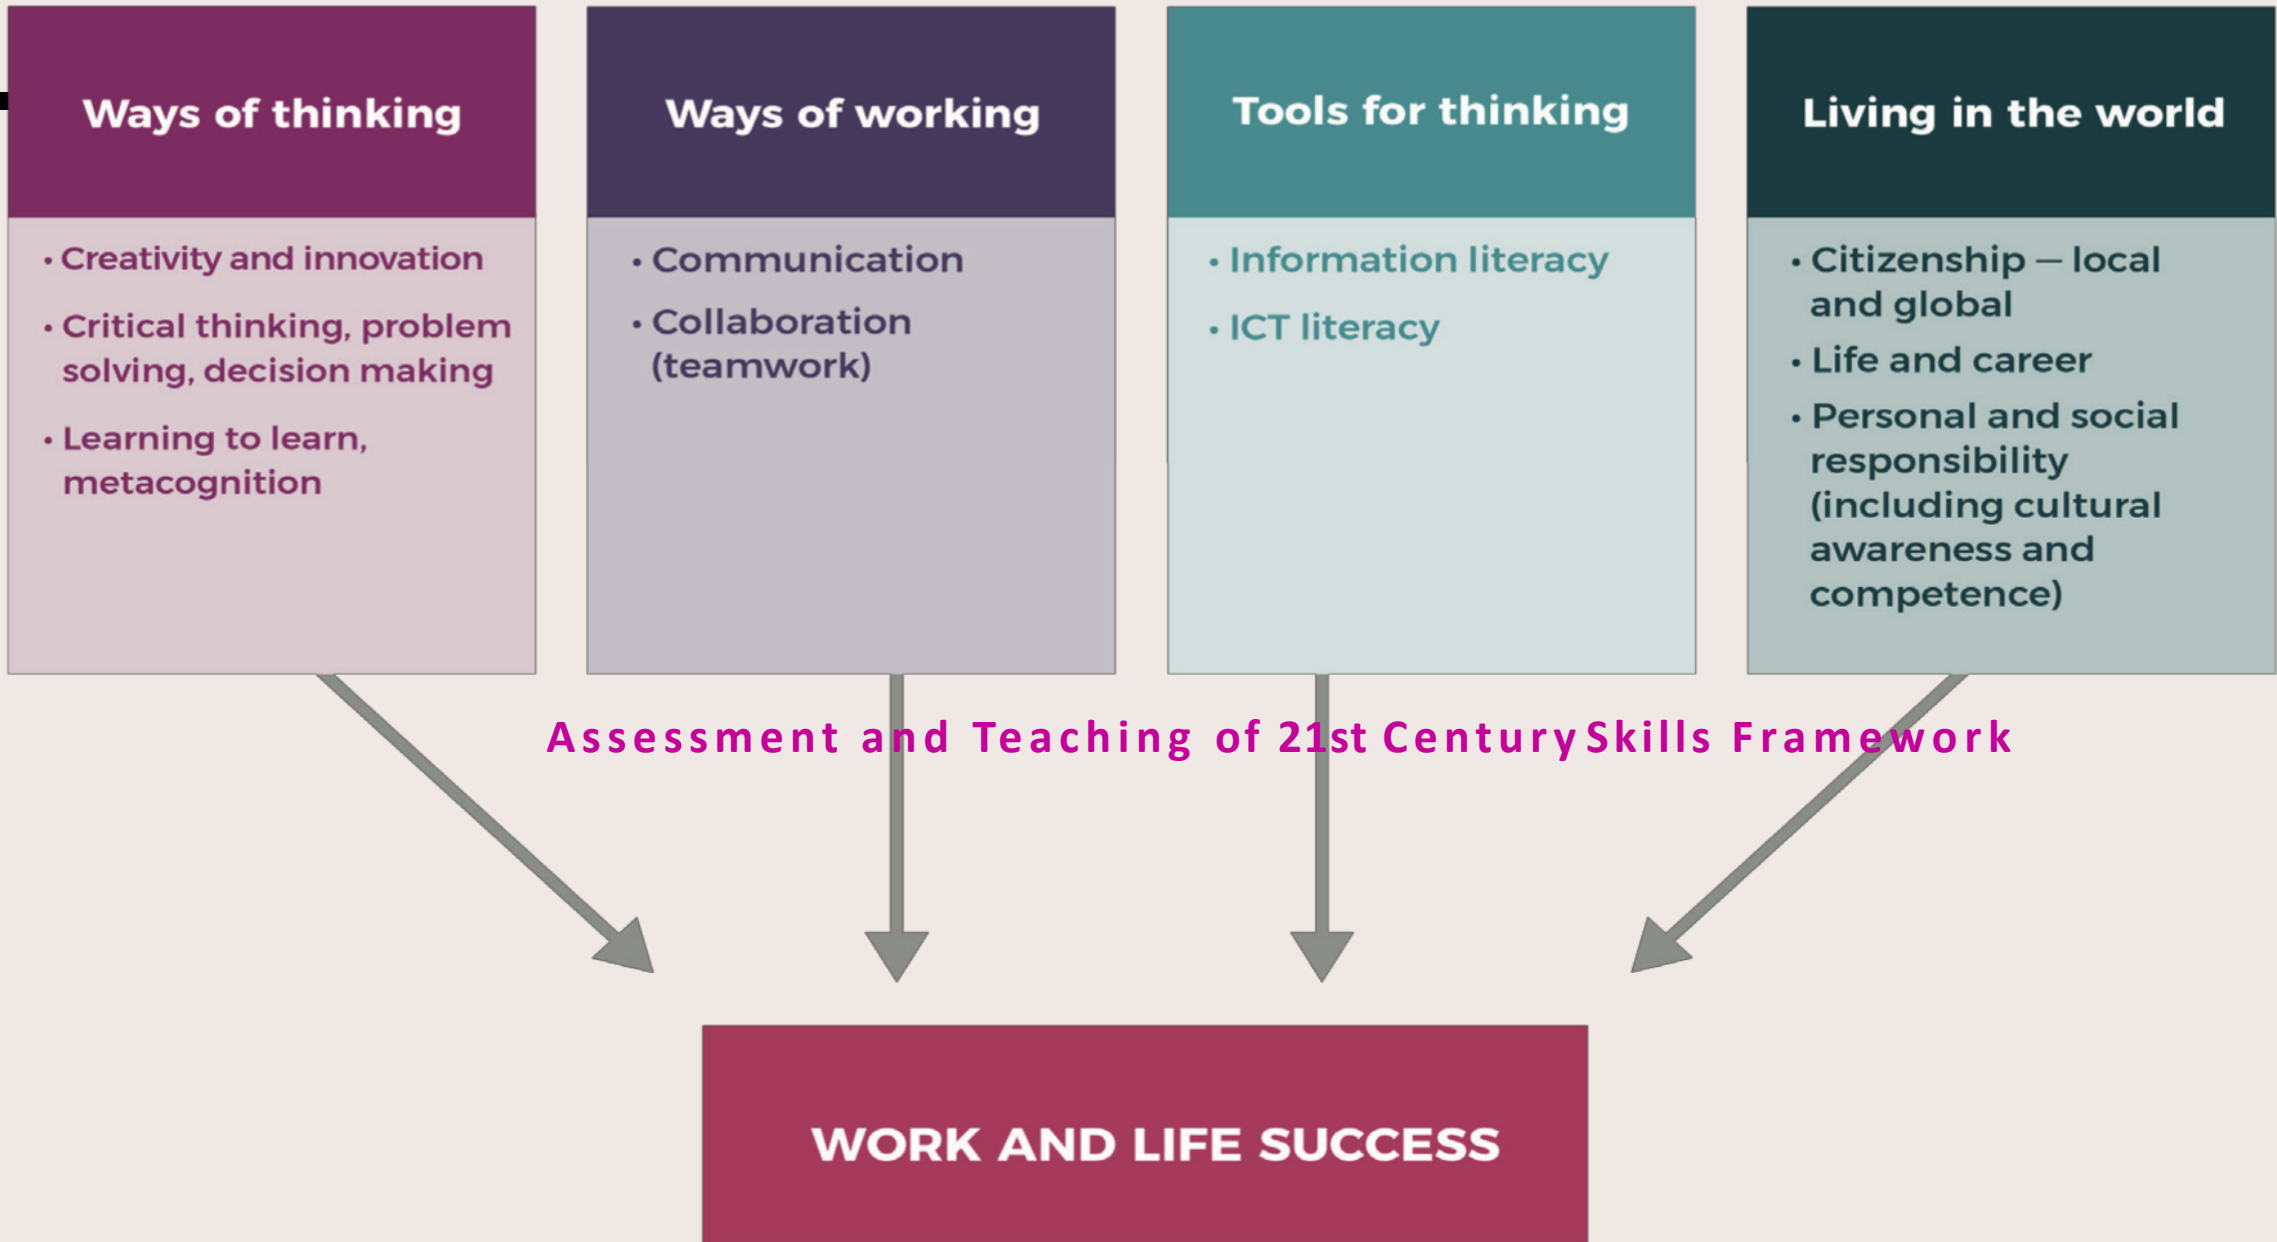 Ways of thinking
• Creativity and innovation
• Critical thinking, problem
solving, decision making
• Learning to learn,
metacognition
Ways of working
• Communication
• Collaboration
(teamwork)
Tools for thinking
• Information literacy
• ICT literacy
Living in the world
• Citizenship — local
and global
• Life and career
• Personal and social
responsibility
(including cultural
awareness and
competence)
Assessment and Teaching of 21st Century Skills Framework
WORK AND LIFE SUCCESS